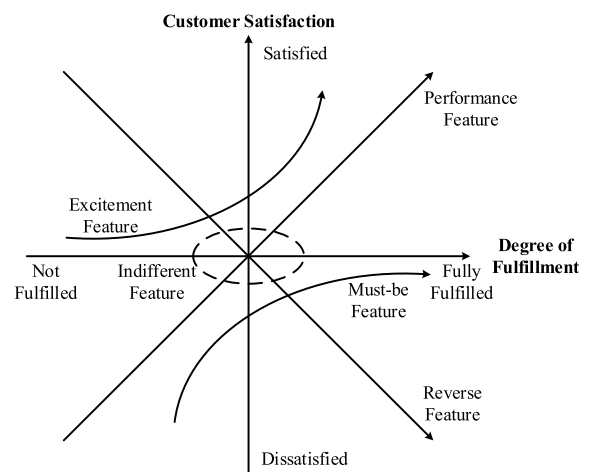 Customer Satisfaction
Satisfied
Performance
Feature
Excitement
Feature
Degree of
Fulfillment
Not
Fulfilled
Indifferent
Feature
Fully
Fulfilled
Must-be
Feature
Reverse
Feature
Dissatisfied